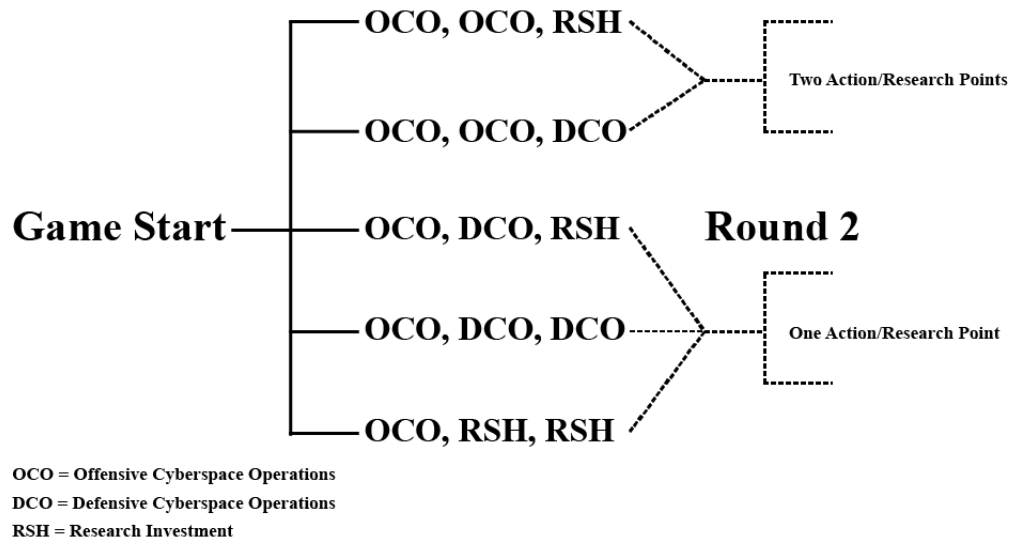 OCO, OCO, RSH
Two Action/Research Points
OCO, OCO, DCO
Game Start
OCO, DCO, RSH
Round 2
OCO, DCO, DCO
One Action/Research Point
OCO, RSH, RSH
OCO = Offensive Cyberspace Operations
DCO = Defensive Cyberspace Operations
RSH = Research Investment